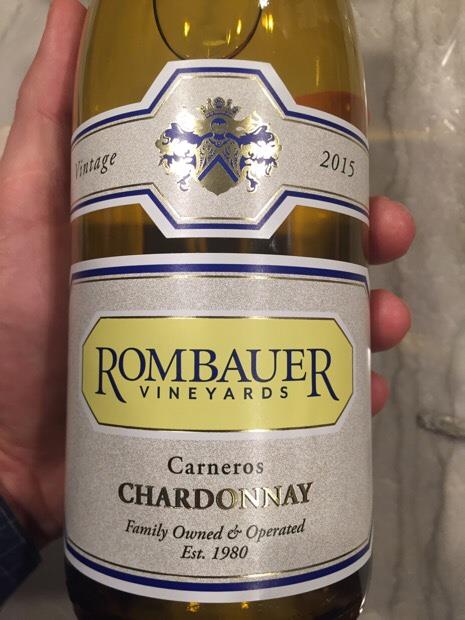 Vintage 2015
ROMBAUER
VINEYARDS
Carneros
CHARDONNAY
Family Owned & Operated
Est. 1980